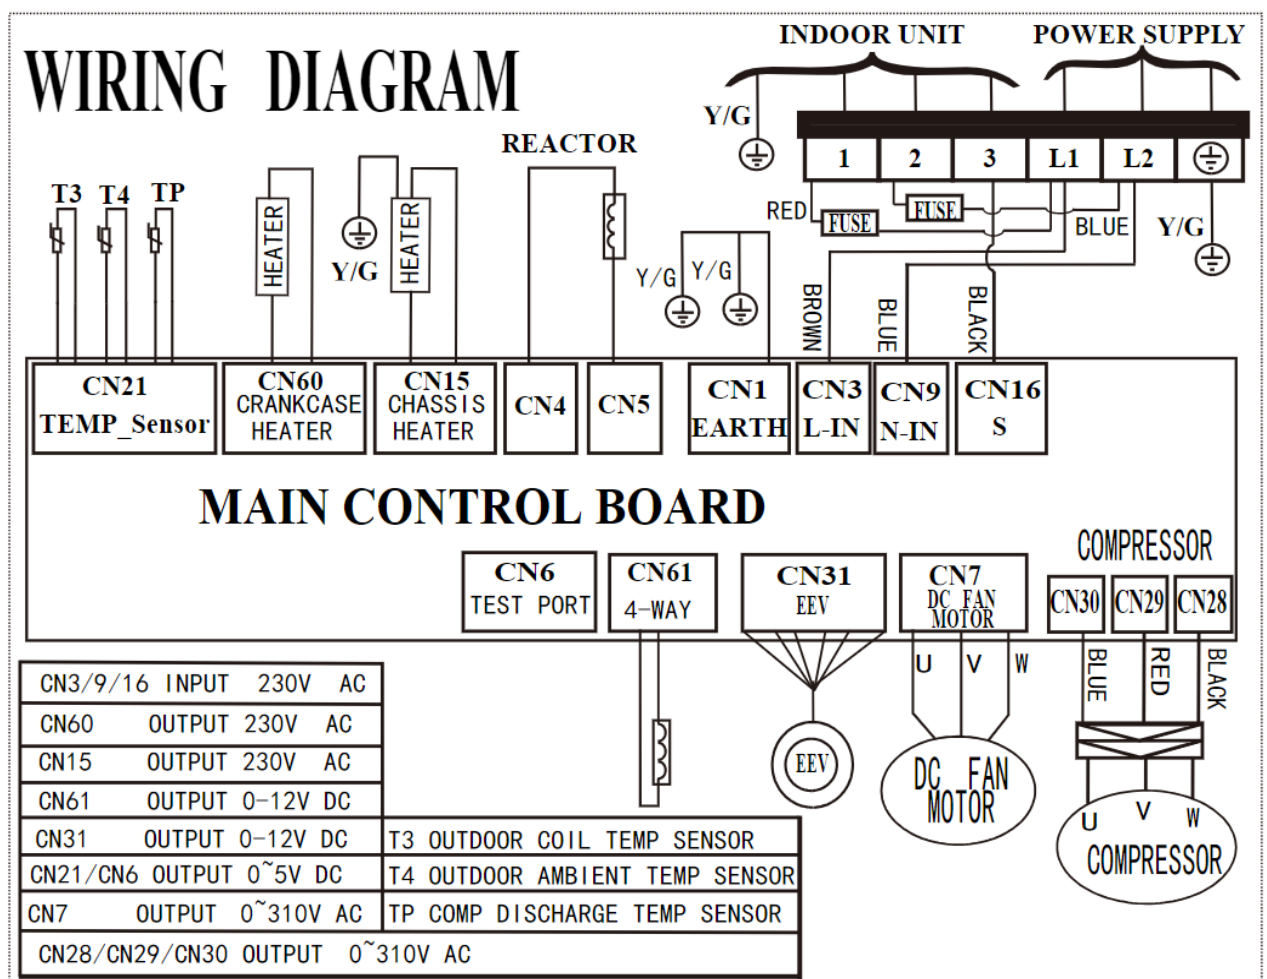 WIRING DIAGRAM
INDOOR UNIT
POWER SUPPLY
Y/G
REACTOR
1
2
3
L1
L2
T3
T4
TP
RED
FUSE
FUSE
BLUE
Y/G
HEATER
HEATER
Y/G
Y/G
Y/G
BROWN
BLUE
BLACK
CN21
TEMP_Sensor
CN60
CRANKCASE
HEATER
CN15
CHASSIS
HEATER
CN4
CN5
CN1
EARTH
CN3
L-IN
CN9
N-IN
CN16
S
MAIN CONTROL BOARD
CN6
TEST PORT
CN61
4-WAY
CN31
EEV
CN7
DC FAN
MOTOR
COMPRESSOR
CN30
CN29
CN28
U
V
W
BLUE
RED
BLACK
EEV
DC FAN
MOTOR
U
V
W
COMPRESSOR
CN3/9/16 INPUT 230V AC
CN60 OUTPUT 230V AC
CN15 OUTPUT 230V AC
CN61 OUTPUT 0-12V DC
CN31 OUTPUT 0-12V DC
T3 OUTDOOR COIL TEMP SENSOR
CN21/CN6 OUTPUT 0~5V DC
T4 OUTDOOR AMBIENT TEMP SENSOR
CN7 OUTPUT 0~310V AC
TP COMP DISCHARGE TEMP SENSOR
CN28/CN29/CN30 OUTPUT 0~310V AC